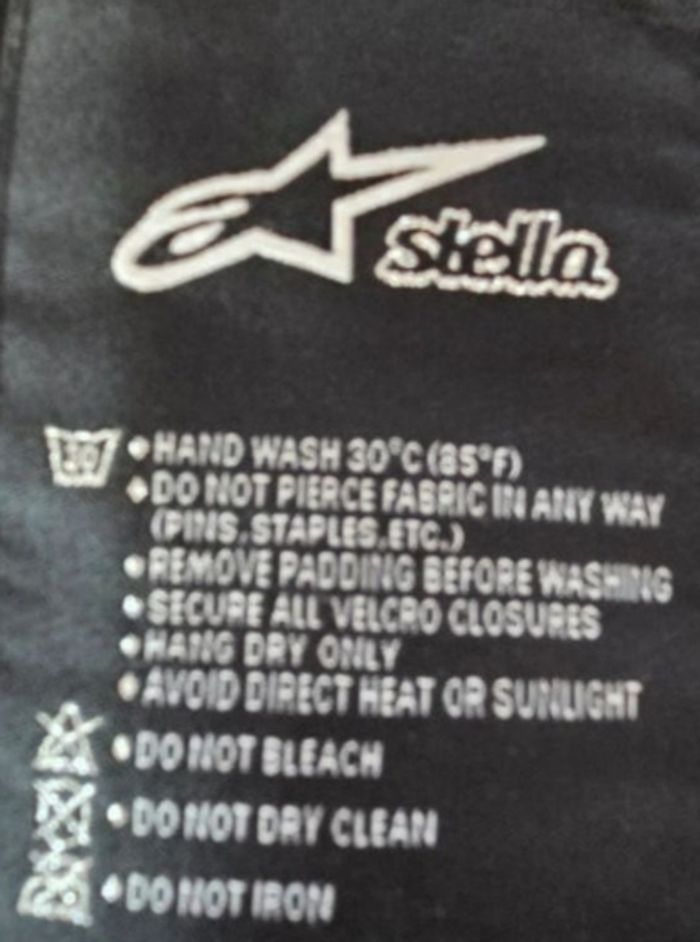 stella
30
•HAND WASH 30°C (85°F)
•DO NOT PIERCE FABRIC IN ANY WAY
(PINS, STAPLES, ETC.)
•REMOVE PADDING BEFORE WASHING
•SECURE ALL VELCRO CLOSURES
•HANG DRY ONLY
•AVOID DIRECT HEAT OR SUNLIGHT
•DO NOT BLEACH
•DO NOT DRY CLEAN
•DO NOT IRON